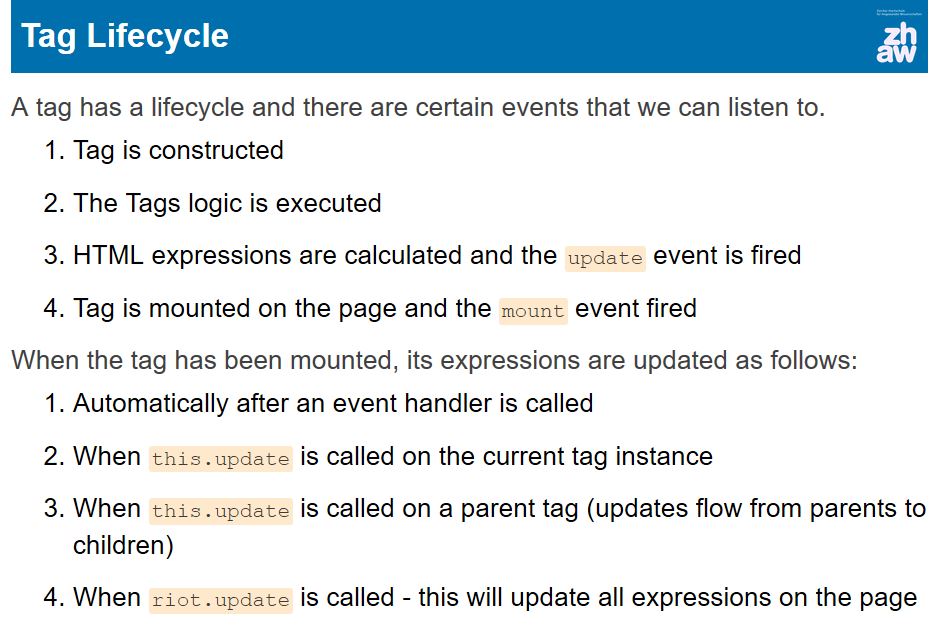 Tag Lifecycle
zh
aw
A tag has a lifecycle and there are certain events that we can listen to.
1. Tag is constructed
2. The Tags logic is executed
3. HTML expressions are calculated and the update event is fired
4. Tag is mounted on the page and the mount event fired
When the tag has been mounted, its expressions are updated as follows:
1. Automatically after an event handler is called
2. When this.update is called on the current tag instance
3. When this.update is called on a parent tag (updates flow from parents to
children)
4. When riot.update is called - this will update all expressions on the page